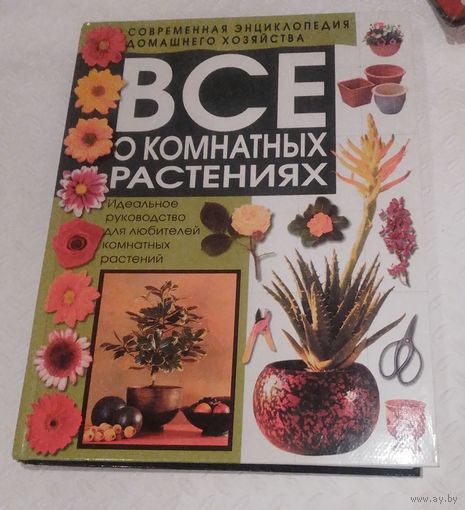 СОВРЕМЕННАЯ ЭНЦИКЛОПЕДИЯ
ДОМАШНЕГО ХОЗЯЙСТВА
ВСЕ
О КОМНАТНЫХ
РАСТЕНИЯХ
Идеальное
руководство
для любителей
комнатных
растений
www.ay.by